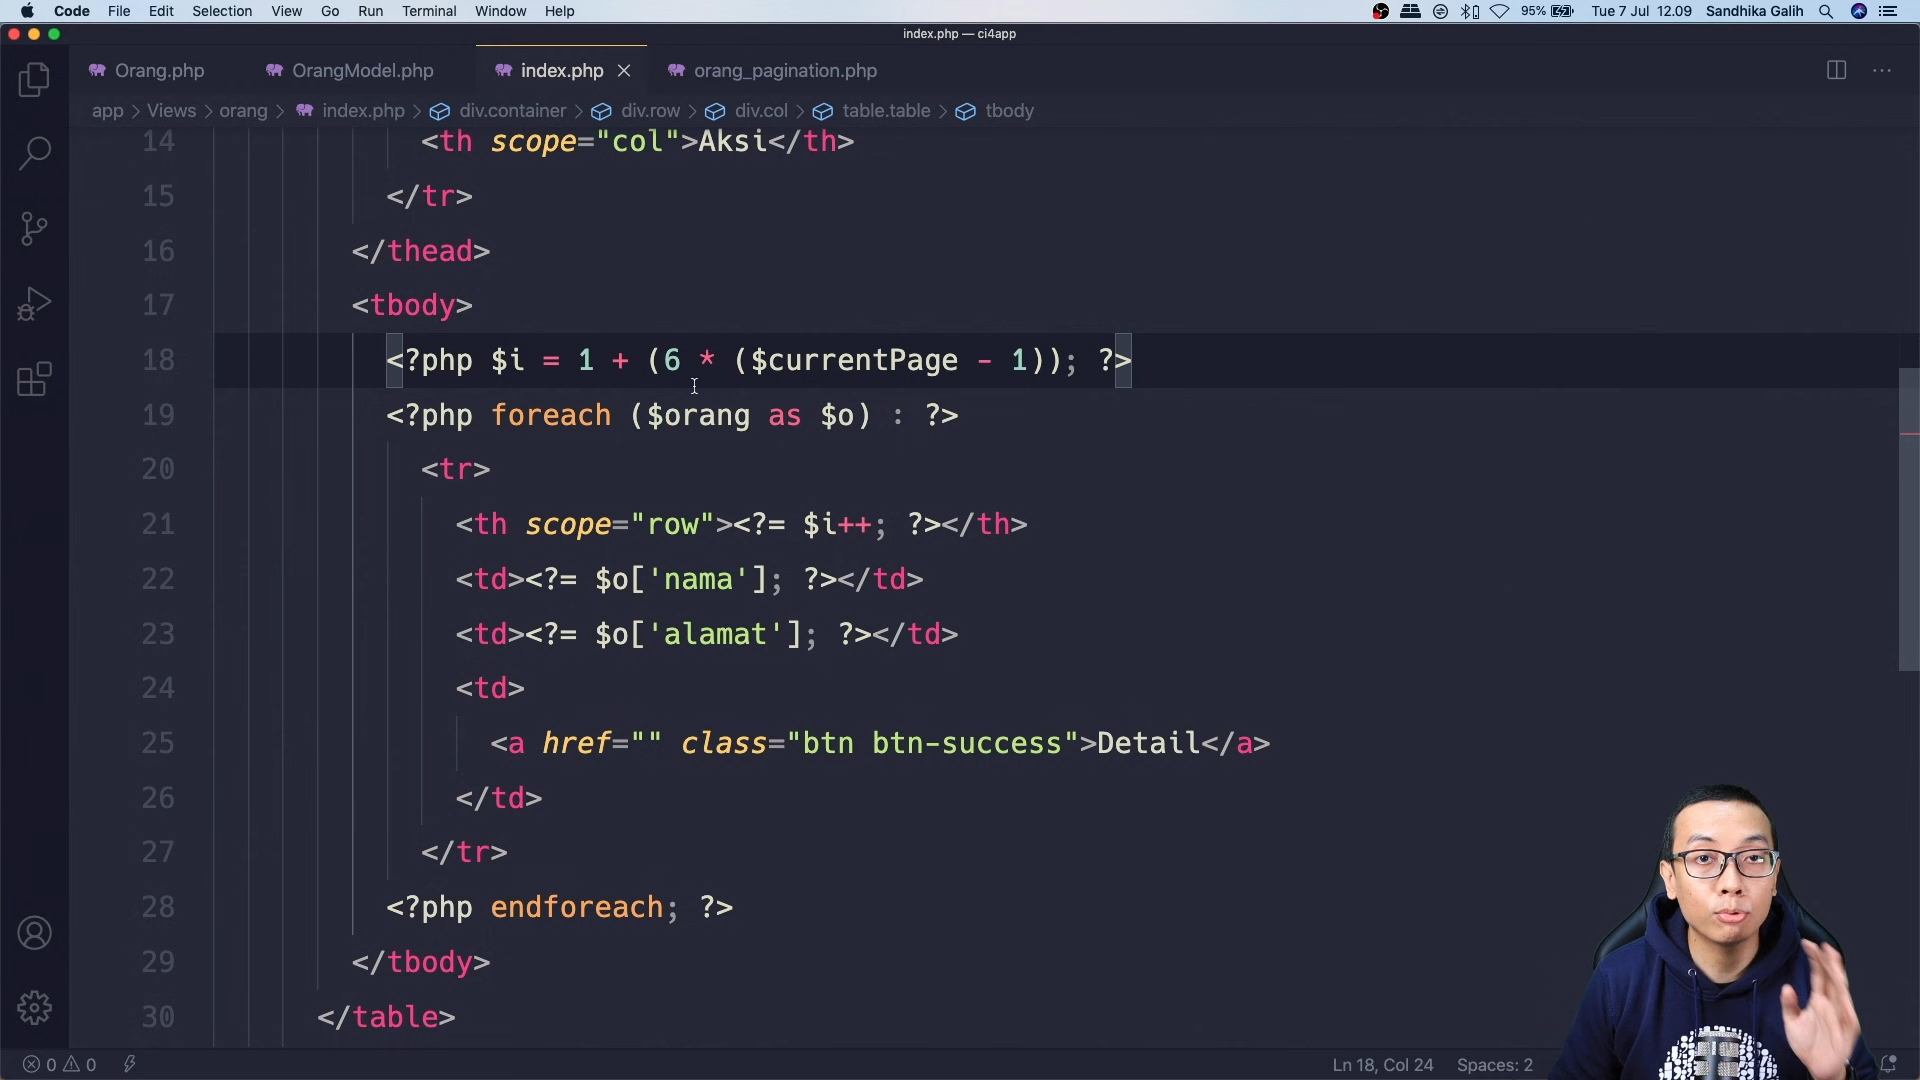 Code File Edit Selection View Go Run Terminal Window Help 95% Tue 7 Jul 12.09 Sandhika Galih
index.php — ci4app
Orang.php OrangModel.php index.php orang_pagination.php
app > Views > orang > index.php > div.container > div.row > div.col > table.table > tbody
14 <th scope="col">Aksi</th>
15 </tr>
16 </thead>
17 <tbody>
18 <?php $i = 1 + (6 * ($currentPage - 1)); ?>
19 <?php foreach ($orang as $o) : ?>
20 <tr>
21 <th scope="row"><?= $i++; ?></th>
22 <td><?= $o['nama']; ?></td>
23 <td><?= $o['alamat']; ?></td>
24 <td>
25 <a href="" class="btn btn-success">Detail</a>
26 </td>
27 </tr>
28 <?php endforeach; ?>
29 </tbody>
30 </table>
0 0 Ln 18, Col 24 Spaces: 2